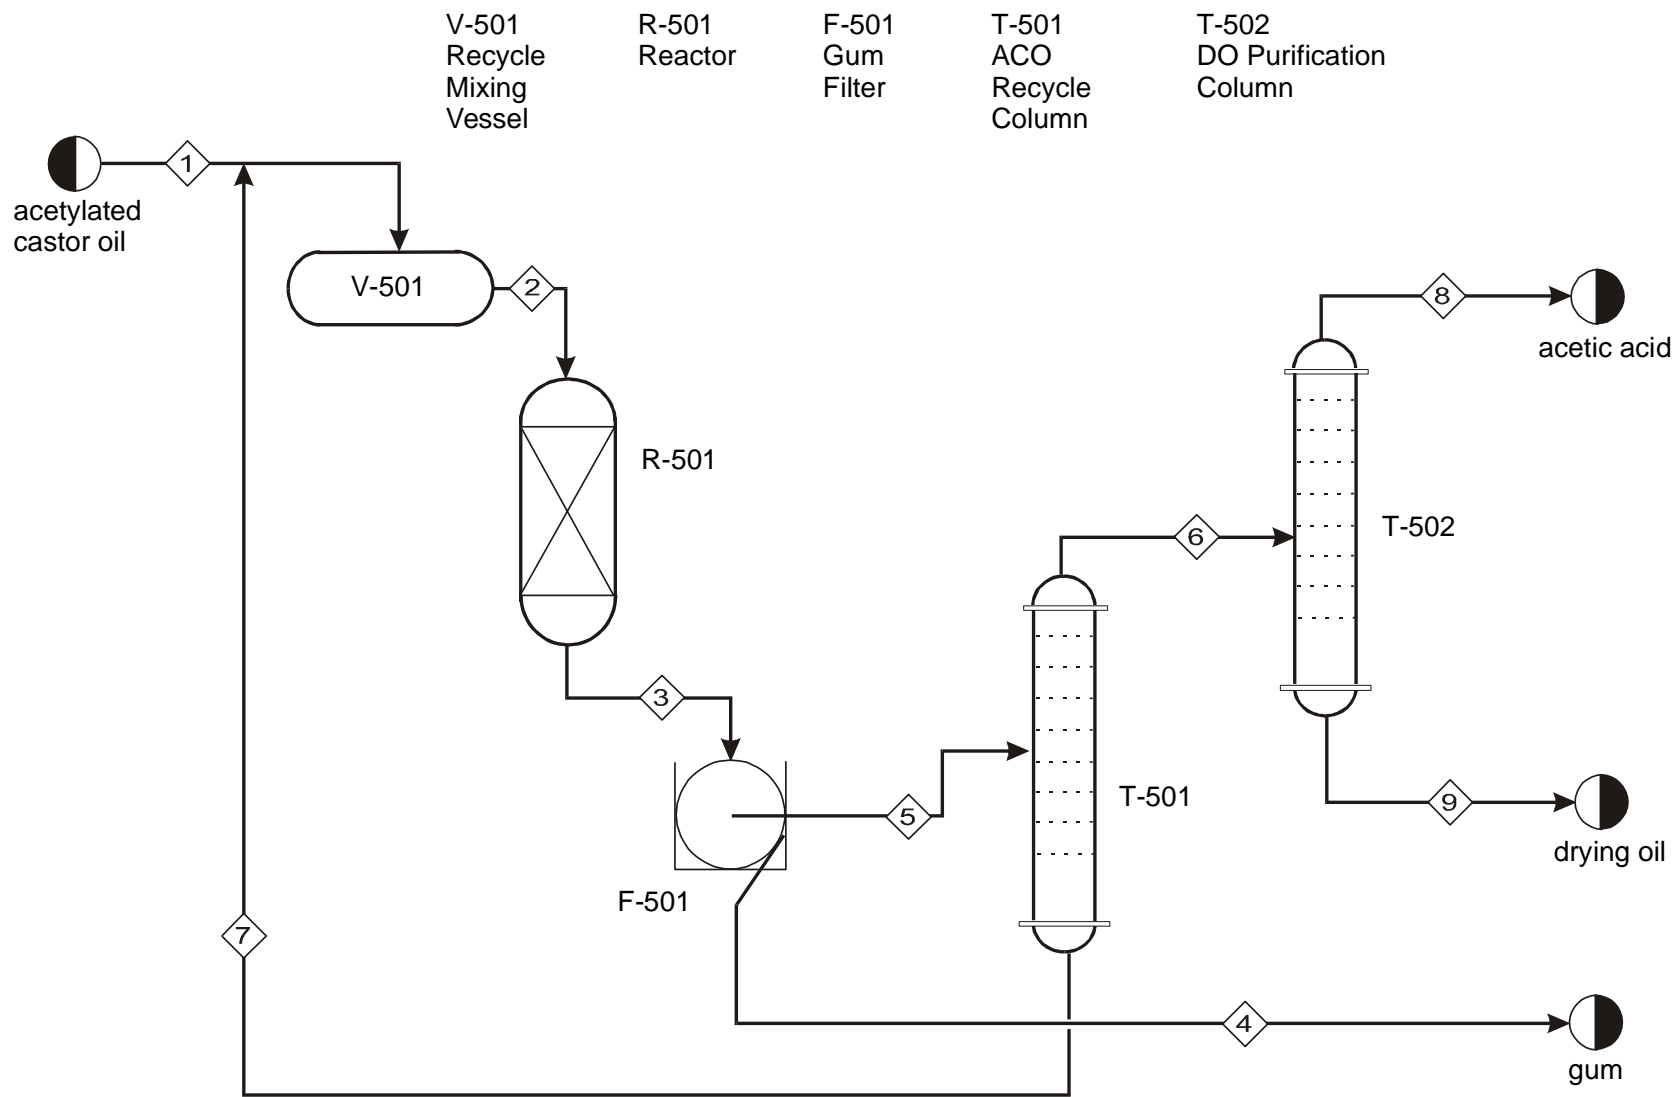 V-501
Recycle
Mixing
Vessel
R-501
Reactor
F-501
Gum
Filter
T-501
ACO
Recycle
Column
T-502
DO Purification
Column
1
acetylated
castor oil
V-501
2
8
acetic acid
R-501
6
T-502
3
5
T-501
9
drying oil
F-501
7
4
gum